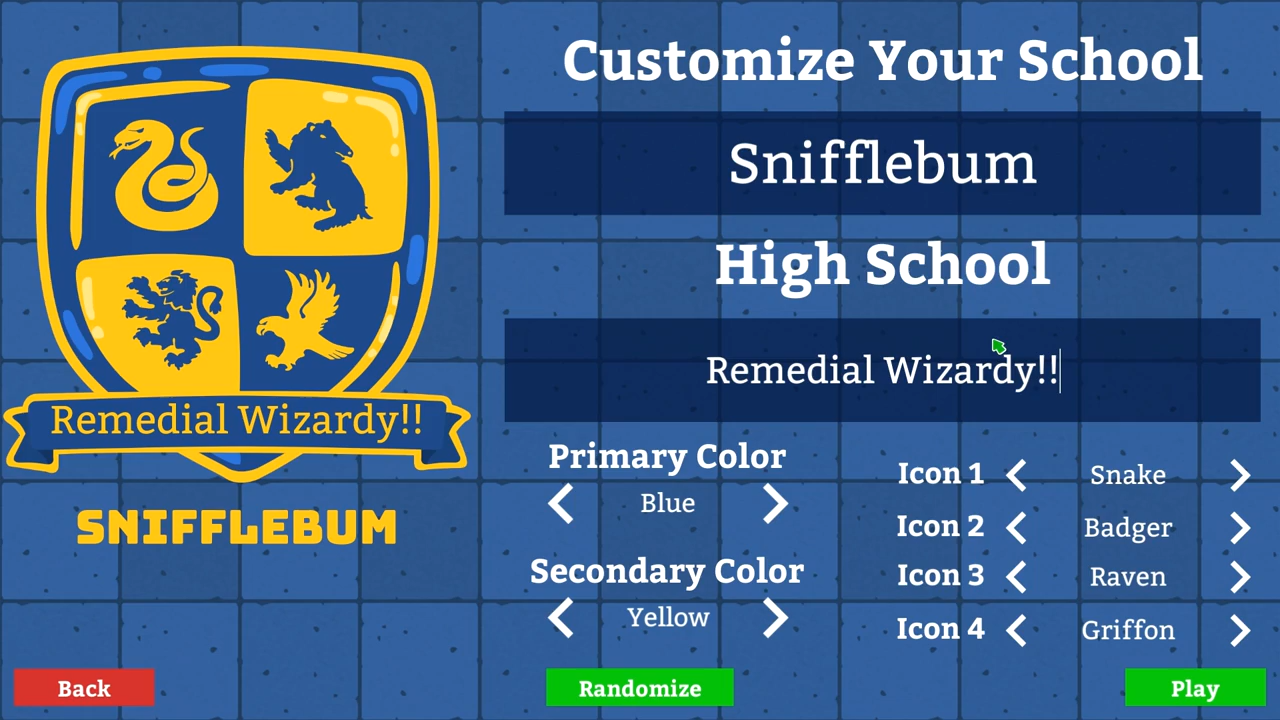 Remedial Wizardy!!
SNIFFLEBUM
Customize Your School
Snifflebum
High School
Remedial Wizardy!!
Primary Color
Blue
Secondary Color
Yellow
Icon 1 Snake
Icon 2 Badger
Icon 3 Raven
Icon 4 Griffon
Back
Randomize
Play